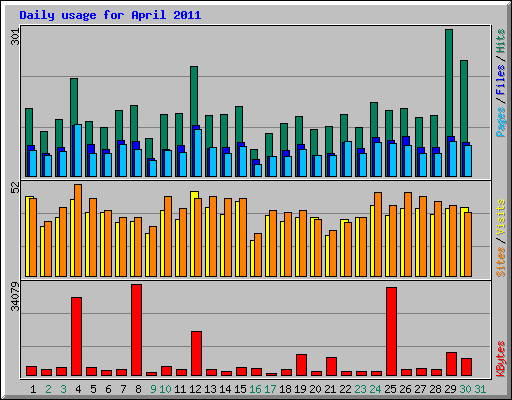 Daily usage for April 2011
301
Pages / Files / Hits
52
Sites / Visits
34079
KBytes
1 2 3 4 5 6 7 8 9 10 11 12 13 14 15 16 17 18 19 20 21 22 23 24 25 26 27 28 29 30 31